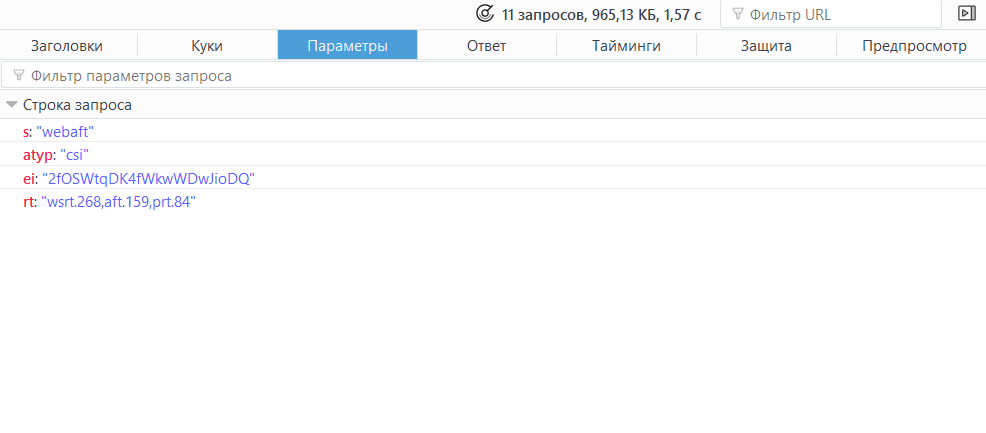 11 запросов, 965,13 КБ, 1,57 с Фильтр URL
Заголовки Куки Параметры Ответ Тайминги Защита Предпросмотр
Фильтр параметров запроса
Строка запроса
s: "webaft"
atyp: "csi"
ei: "2fOSWtqDK4fWkwWDwJioDQ"
rt: "wsrt.268,aft.159,prt.84"